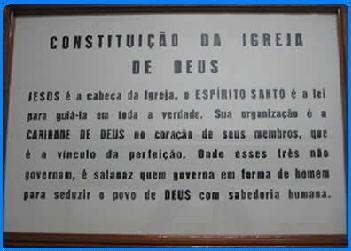 CONSTITUIÇÃO DA IGREJA
DE DEUS
JESUS é a cabeça da Igreja, o ESPÍRITO SANTO é a lei
para guiá-la em toda a verdade. Sua organização é a
CARIDADE DE DEUS no coração de seus membros, que
é o vínculo da perfeição. Onde esses três não
governam, é satanaz quem governa em forma de homem
para seduzir o povo de DEUS com sabedoria humana.